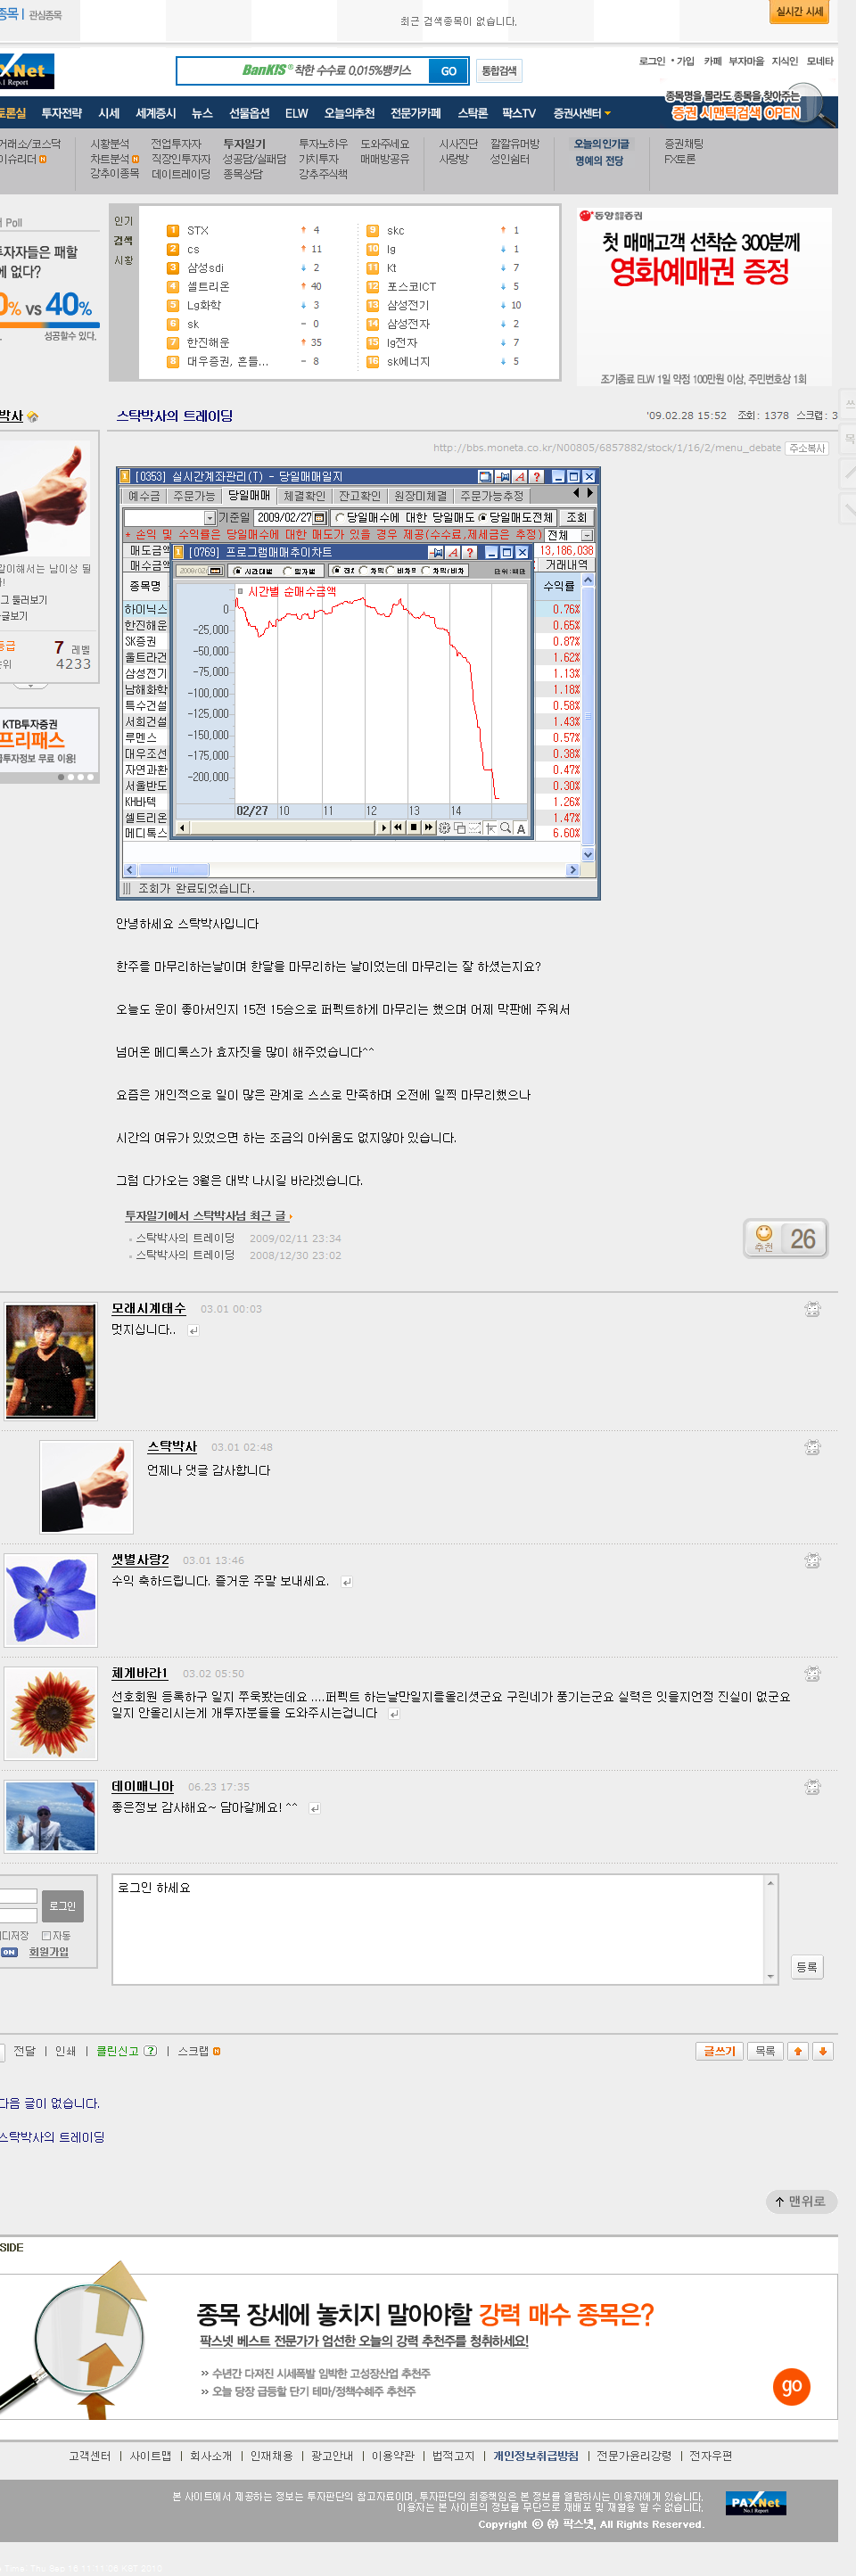 종목 | 관심종목
최근 검색종목이 없습니다.
실시간 시세
PAXNet
No.1 Report
BanKIS® 착한 수수료 0.015%뱅키스
GO
통합검색
로그인 • 가입 카페 부자마을 지식인 모네타
토론실 투자전략 시세 세계증시 뉴스 선물옵션 ELW 오늘의추천 전문가카페 스탁론 팍스TV 증권사센터
종목명을 몰라도 종목을 찾아주는
증권 시맨틱검색 OPEN
거래소/코스닥 시황분석 전업투자자 투자일기 투자노하우 도와주세요 시사진단 깔깔유머방 오늘의 인기글 증권채팅
이슈리더 차트분석 직장인투자자 성공담/실패담 가치투자 매매방공유 사랑방 성인쉼터 명예의 전당 FX토론
강추이종목 데이트레이딩 종목상담 강추주식책
Poll
투자자들은 패할
에 없다?
0% vs 40%
성공할수 있다.
인기
검색
시황
1 STX 4
2 cs 11
3 삼성sdi 2
4 셀트리온 40
5 Lg화학 3
6 sk 0
7 한진해운 35
8 대우증권, 흔들... 8
9 skc 1
10 lg 1
11 Kt 7
12 포스코ICT 5
13 삼성전기 10
14 삼성전자 2
15 lg전자 7
16 sk에너지 5
동양종합증권
첫 매매고객 선착순 300분께
영화예매권 증정
조기종료 ELW 1일 약정 100만원 이상, 주민번호상 1회
박사
스탁박사의 트레이딩
'09.02.28 15:52 조회: 1378 스크랩: 3
http://bbs.moneta.co.kr/N00805/6857882/stock/1/16/2/menu_debate
주소복사
같이해서는 남이상 될
그 둘러보기
글보기
등급 7 레벨
4233
KTB투자증권
프리패스
투자정보 무료 이용!
[0353] 실시간계좌관리(T) - 당일매매일지
예수금 주문가능 당일매매 체결확인 잔고확인 원장미체결 주문가능추정
기준일 2009/02/27 당일매수에 대한 당일매도 당일매도전체 조회
* 손익 및 수익률은 당일매수에 대한 매도가 있을 경우 제공(수수료,제세금포함) 전체
매도금액 13,186,038
매수금액 거래내역
[0769] 프로그램매매추이차트
단위:백만
시간별 순매수금액
0
-25,000
-50,000
-75,000
-100,000
-125,000
-150,000
-175,000
-200,000
02/27 10 11 12 13 14
종목명 수익률
하이닉스 0.76%
한진해운 0.65%
SK증권 0.87%
울트라건 1.62%
삼성전기 1.13%
남해화학 1.18%
특수건설 0.58%
서희건설 1.43%
루멘스 0.57%
대우조선 0.38%
자연과환 0.47%
서울반도 0.30%
KH바텍 1.26%
셀트리온 1.47%
메디톡스 6.60%
조회가 완료되었습니다.
안녕하세요 스탁박사입니다
한주를 마무리하는날이며 한달을 마무리하는 날이었는데 마무리는 잘 하셨는지요?
오늘도 운이 좋아서인지 15전 15승으로 퍼펙트하게 마무리는 했으며 어제 막판에 주워서
넘어온 메디톡스가 효자짓을 많이 해주었습니다^^
요즘은 개인적으로 일이 많은 관계로 스스로 만족하며 오전에 일찍 마무리했으나
시간의 여유가 있었으면 하는 조금의 아쉬움도 없지않아 있습니다.
그럼 다가오는 3월은 대박 나시길 바라겠습니다.
투자일기에서 스탁박사님 최근 글
스탁박사의 트레이딩 2009/02/11 23:34
스탁박사의 트레이딩 2008/12/30 23:02
추천 26
모래시계태수 03.01 00:03
멋지십니다..
스탁박사 03.01 02:48
언제나 댓글 감사합니다
샛별사랑2 03.01 13:46
수익 축하드립니다. 즐거운 주말 보내세요.
체게바라1 03.02 05:50
선호회원 등록하구 일지 쭈욱봤는데요 ....퍼펙트 하는날만일지를올리셧군요 구린네가 풍기는군요 실력은 잇을지언정 진실이 없군요
일지 안올리시는게 개투자분들을 도와주시는겁니다
데이매니아 06.23 17:35
좋은정보 감사해요~ 담아갈께요! ^^
로그인
디저장 자동
ON 회원가입
로그인 하세요
등록
전달 | 인쇄 | 클린신고 ? | 스크랩
글쓰기 목록
다음 글이 없습니다.
스탁박사의 트레이딩
맨위로
SIDE
종목 장세에 놓치지 말아야할 강력 매수 종목은?
팍스넷 베스트 전문가가 엄선한 오늘의 강력 추천주를 청취하세요!
» 수년간 다져진 시세폭발 임박한 고성장산업 추천주
» 오늘 당장 급등할 단기 테마/정책수혜주 추천주
go
고객센터 | 사이트맵 | 회사소개 | 인재채용 | 광고안내 | 이용약관 | 법적고지 | 개인정보취급방침 | 전문가윤리강령 | 전자우편
본 사이트에서 제공하는 정보는 투자판단의 참고자료이며, 투자판단의 최종책임은 본 정보를 열람하시는 이용자에게 있습니다.
이용자는 본 사이트의 정보를 무단으로 재배포 및 재활용 할 수 없습니다.
Copyright ⓒ ㈜ 팍스넷, All Rights Reserved.
PAXNet
No.1 Report